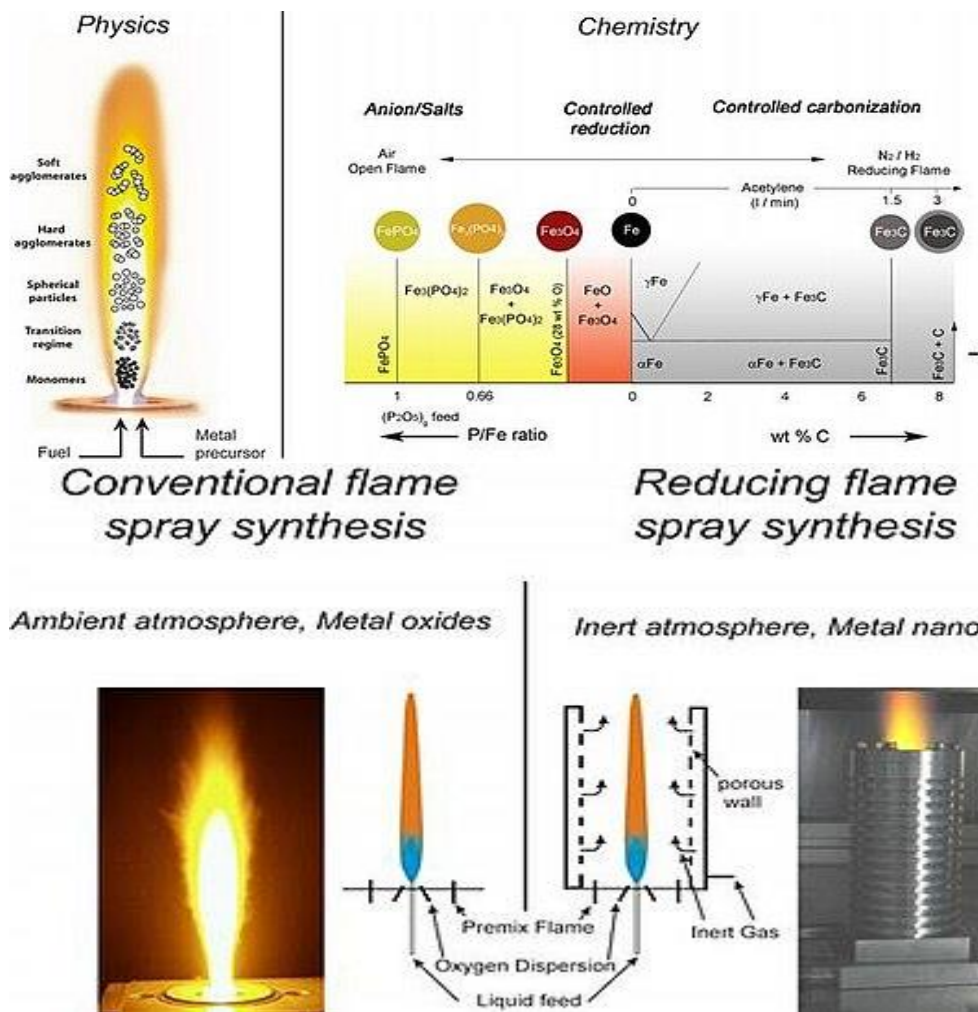 Physics
Soft
agglomerates
Hard
agglomerates
Spherical
particles
Transition
regime
Monomers
Fuel
Metal
precursor
Chemistry
Anion/Salts
Controlled
reduction
Controlled carbonization
Air
Open Flame
N2 / H2
Reducing Flame
0
Acetylene
(l / min)
1.5
3
FePO4
Fe3(PO4)2
Fe3O4
Fe
Fe3C
Fe3C
FePO4
Fe3(PO4)2
Fe3O4
+
Fe3(PO4)2
Fe3O4 (28 wt % O)
FeO
+
Fe3O4
γFe
αFe
γFe + Fe3C
αFe + Fe3C
Fe3C
Fe3C + C
1
0.66
0
2
4
6
8
(P2O5)g feed
P/Fe ratio
wt % C
Conventional flame
spray synthesis
Reducing flame
spray synthesis
Ambient atmosphere, Metal oxides
Inert atmosphere, Metal nano
porous
wall
Premix Flame
Inert Gas
Oxygen Dispersion
Liquid feed